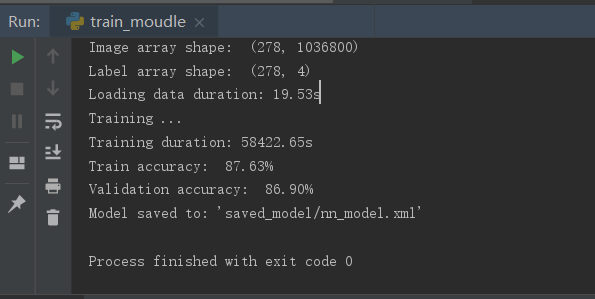 Run: train_moudle
Image array shape:  (278, 1036800)
Label array shape:  (278, 4)
Loading data duration: 19.53s
Training ...
Training duration: 58422.65s
Train accuracy:  87.63%
Validation accuracy:  86.90%
Model saved to: 'saved_model/nn_model.xml'
Process finished with exit code 0